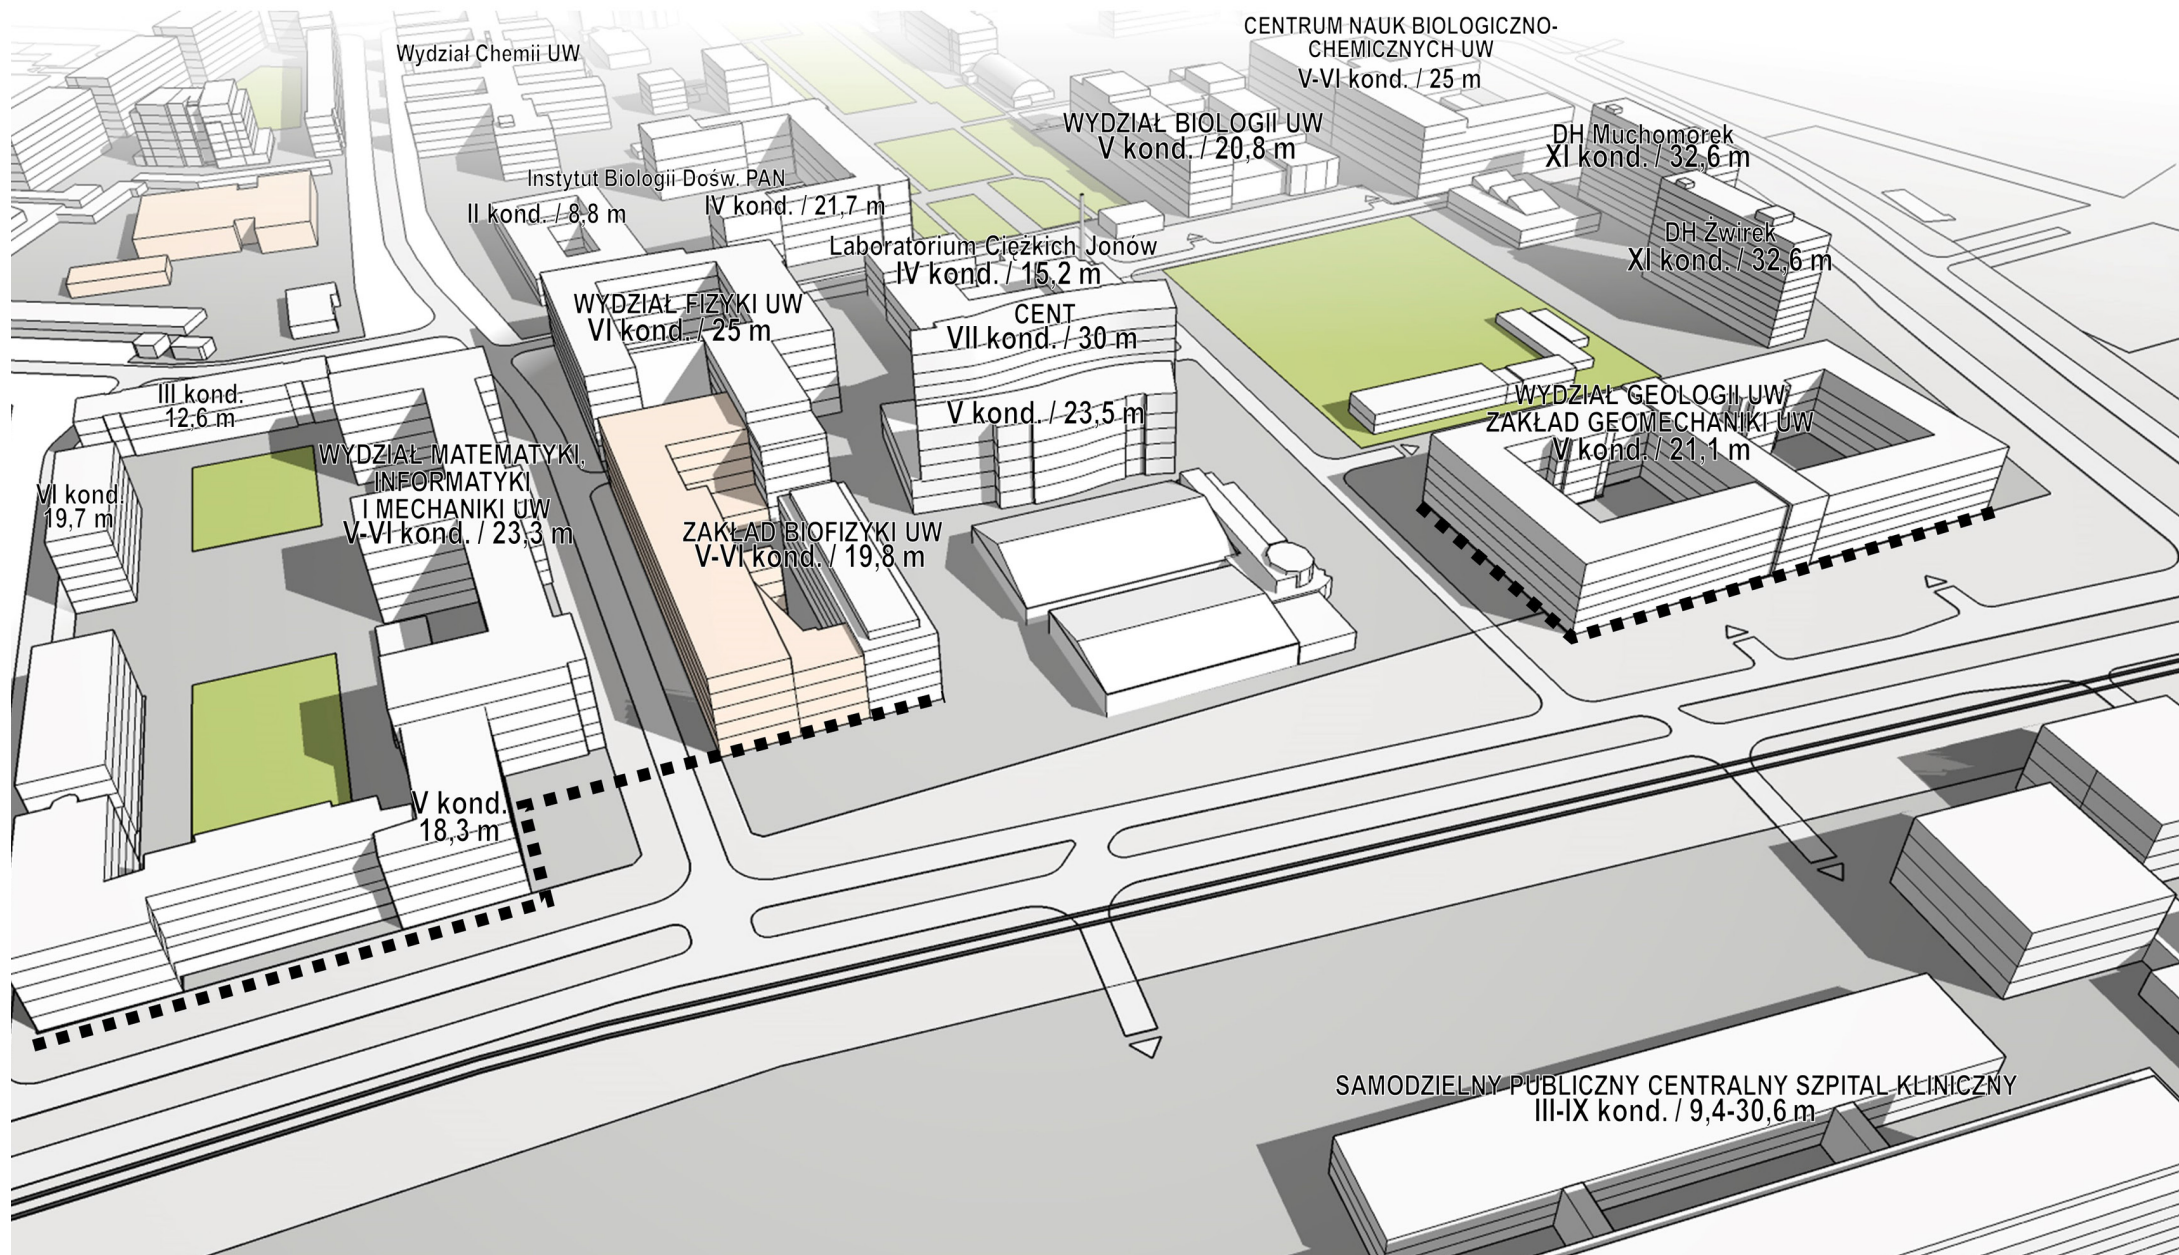 CENTRUM NAUK BIOLOGICZNO-
CHEMICZNYCH UW
V-VI kond. / 25 m
Wydział Chemii UW
WYDZIAŁ BIOLOGII UW
V kond. / 20,8 m
DH Muchomorek
XI kond. / 32,6 m
Instytut Biologii Dośw. PAN
II kond. / 8,8 m
IV kond. / 21,7 m
DH Żwirek
XI kond. / 32,6 m
Laboratorium Ciężkich Jonów
IV kond. / 15,2 m
WYDZIAŁ FIZYKI UW
VI kond. / 25 m
CENT
VII kond. / 30 m
V kond. / 23,5 m
III kond.
12,6 m
WYDZIAŁ GEOLOGII UW
ZAKŁAD GEOMECHANIKI UW
V kond. / 21,1 m
WYDZIAŁ MATEMATYKI,
INFORMATYKI
I MECHANIKI UW
V-VI kond. / 23,3 m
VI kond.
19,7 m
ZAKŁAD BIOFIZYKI UW
V-VI kond. / 19,8 m
V kond.
18,3 m
SAMODZIELNY PUBLICZNY CENTRALNY SZPITAL KLINICZNY
III-IX kond. / 9,4-30,6 m